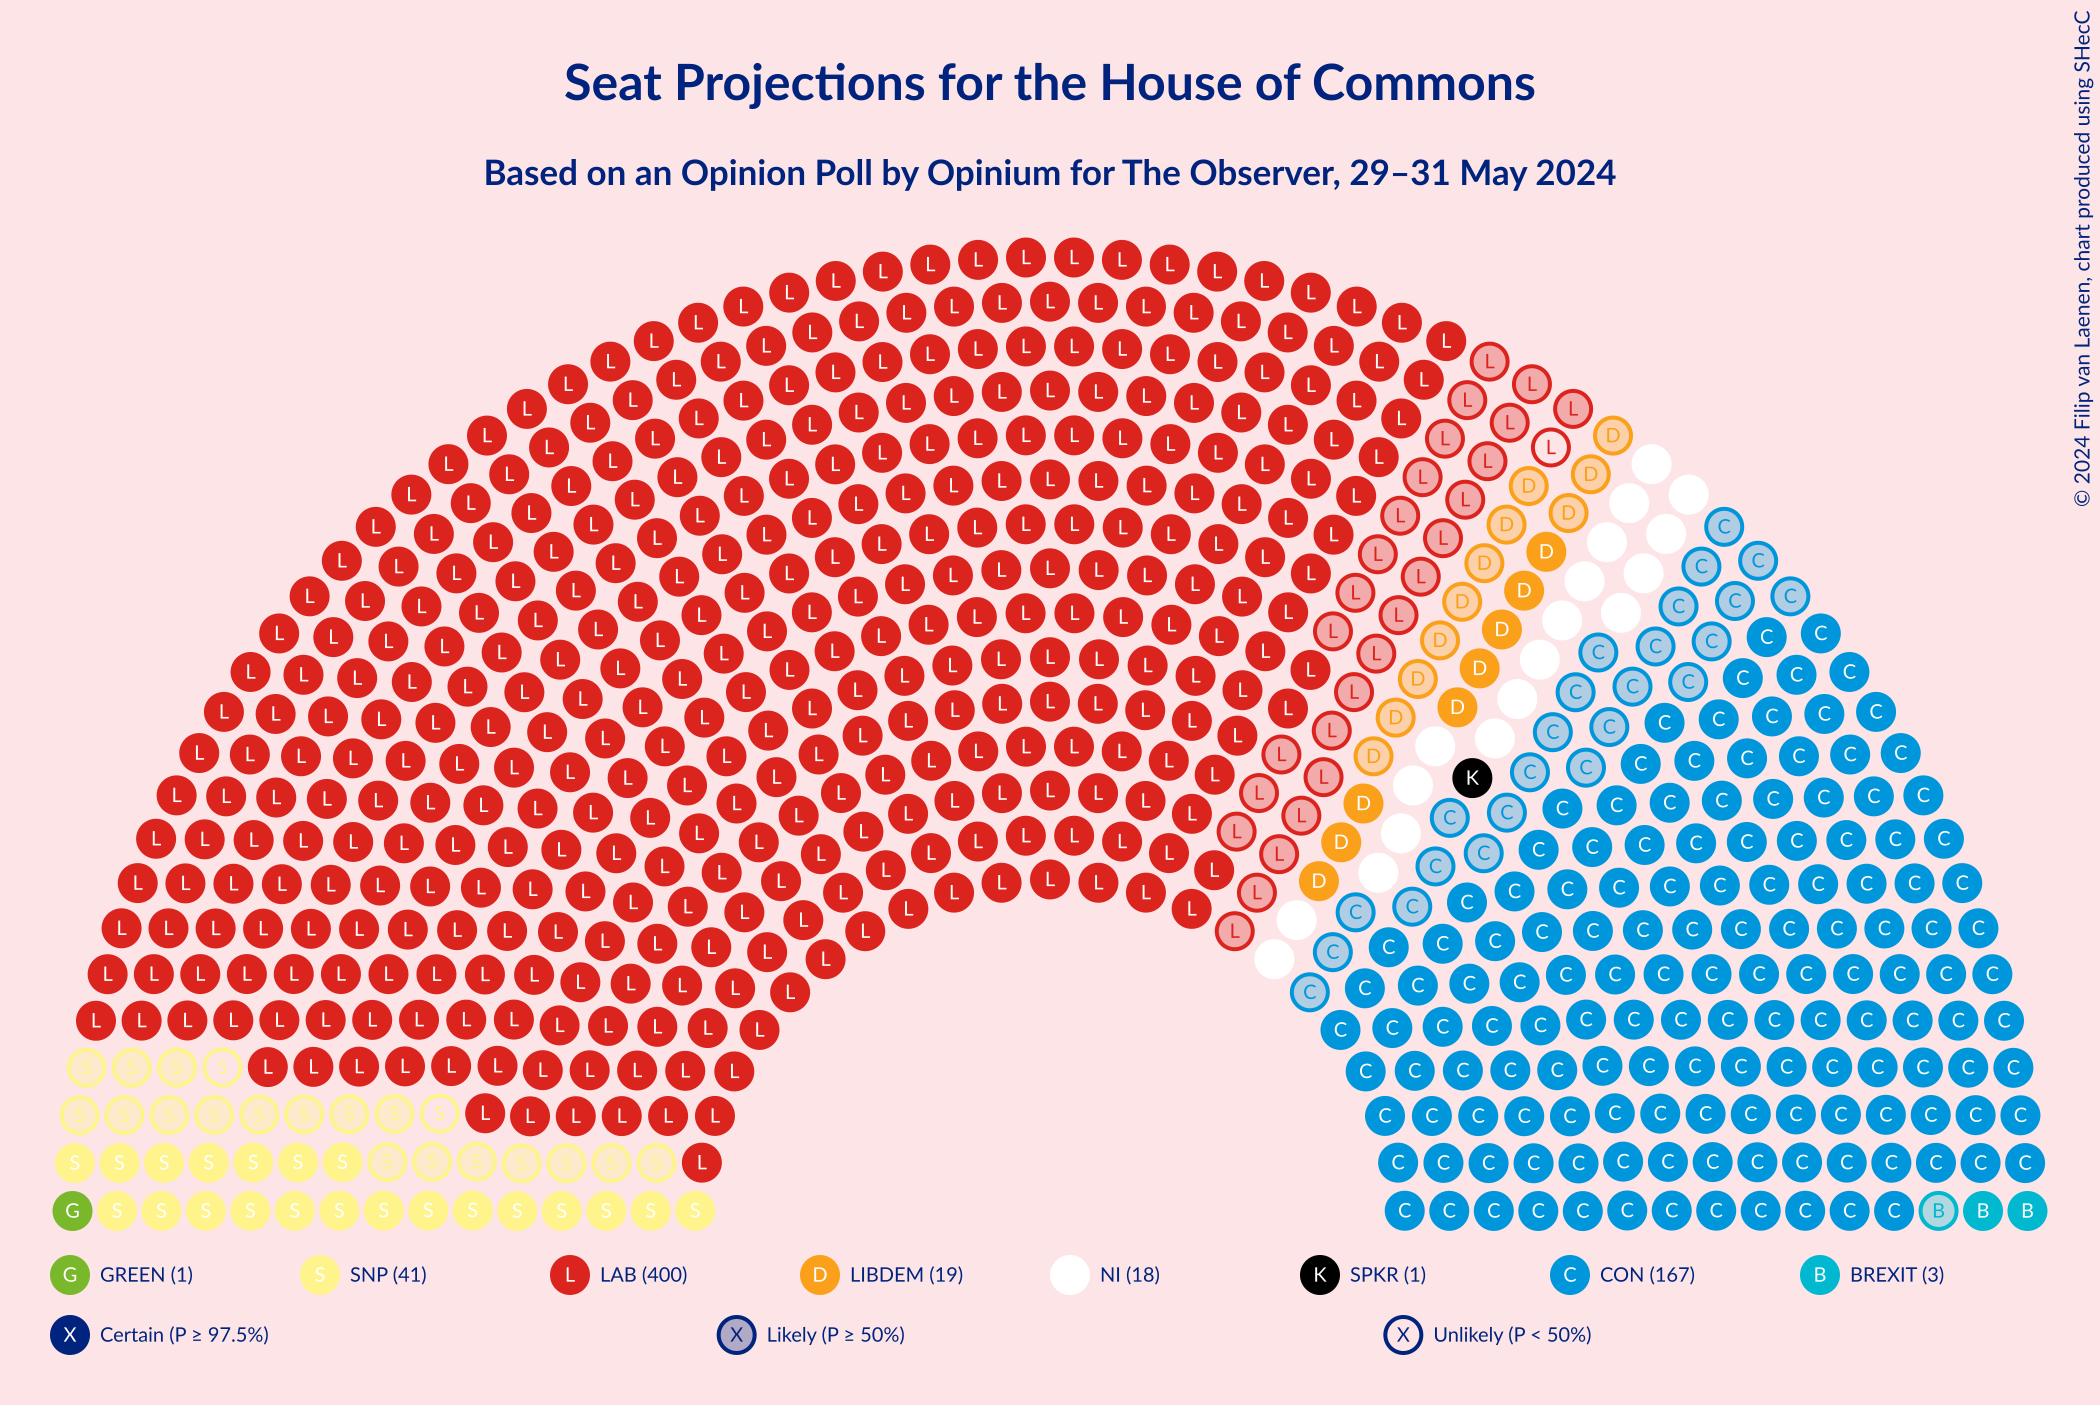 Seat Projections for the House of Commons
Based on an Opinion Poll by Opinium for The Observer, 29–31 May 2024
© 2024 Filip van Laenen, chart produced using SHecC
G GREEN (1) S SNP (41) L LAB (400) D LIBDEM (19) NI (18) K SPKR (1) C CON (167) B BREXIT (3)
X Certain (P ≥ 97.5%) X Likely (P ≥ 50%) X Unlikely (P < 50%)